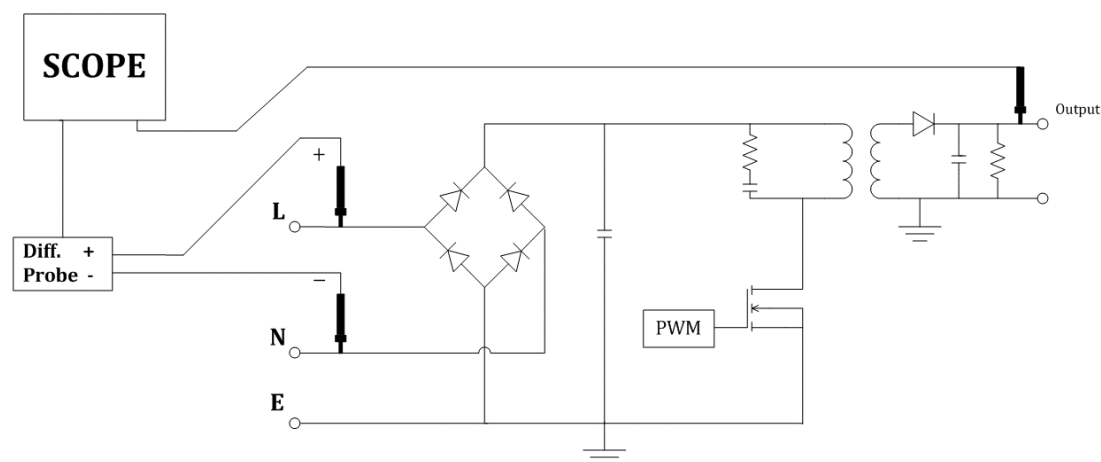 SCOPE
Output
+
L
Diff. +
Probe -
−
N
PWM
E